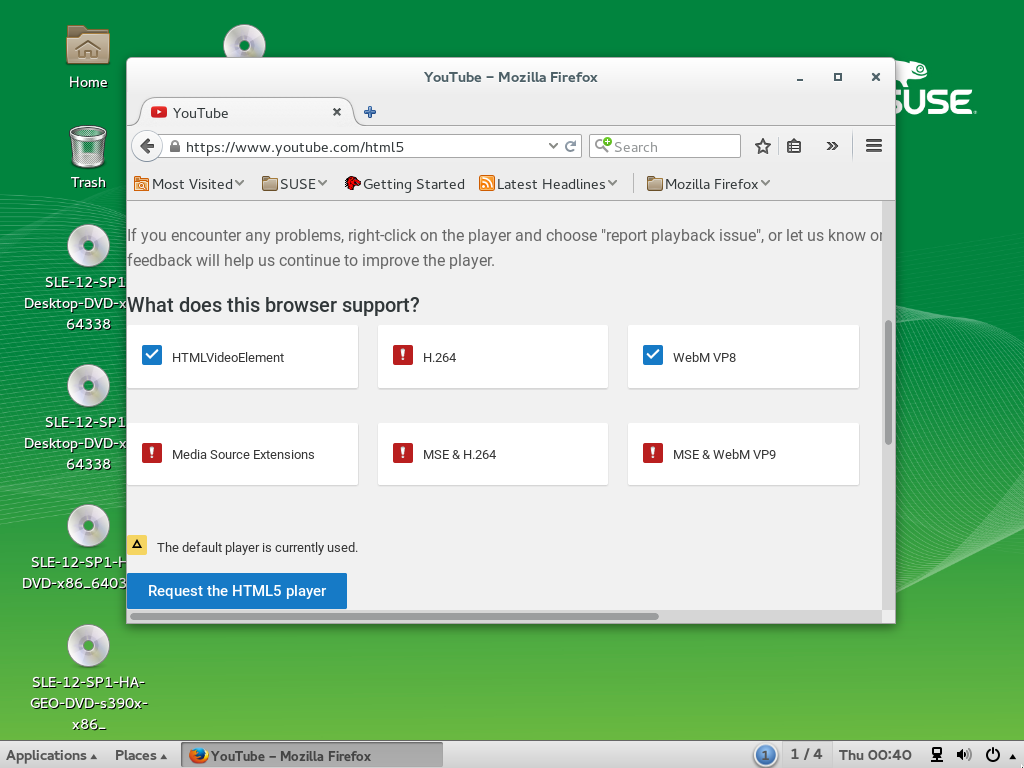 Home
Trash
SLE-12-SP1
Desktop-DVD-x
64338
SLE-12-SP1
Desktop-DVD-x
64338
SLE-12-SP1-H
DVD-x86_6403
SLE-12-SP1-HA-
GEO-DVD-s390x-
x86_
SUSE
YouTube – Mozilla Firefox
YouTube
https://www.youtube.com/html5
Search
Most Visited
SUSE
Getting Started
Latest Headlines
Mozilla Firefox
If you encounter any problems, right-click on the player and choose "report playback issue", or let us know on
feedback will help us continue to improve the player.
What does this browser support?
HTMLVideoElement
H.264
WebM VP8
Media Source Extensions
MSE & H.264
MSE & WebM VP9
The default player is currently used.
Request the HTML5 player
Applications
Places
YouTube – Mozilla Firefox
1
1 / 4
Thu 00:40